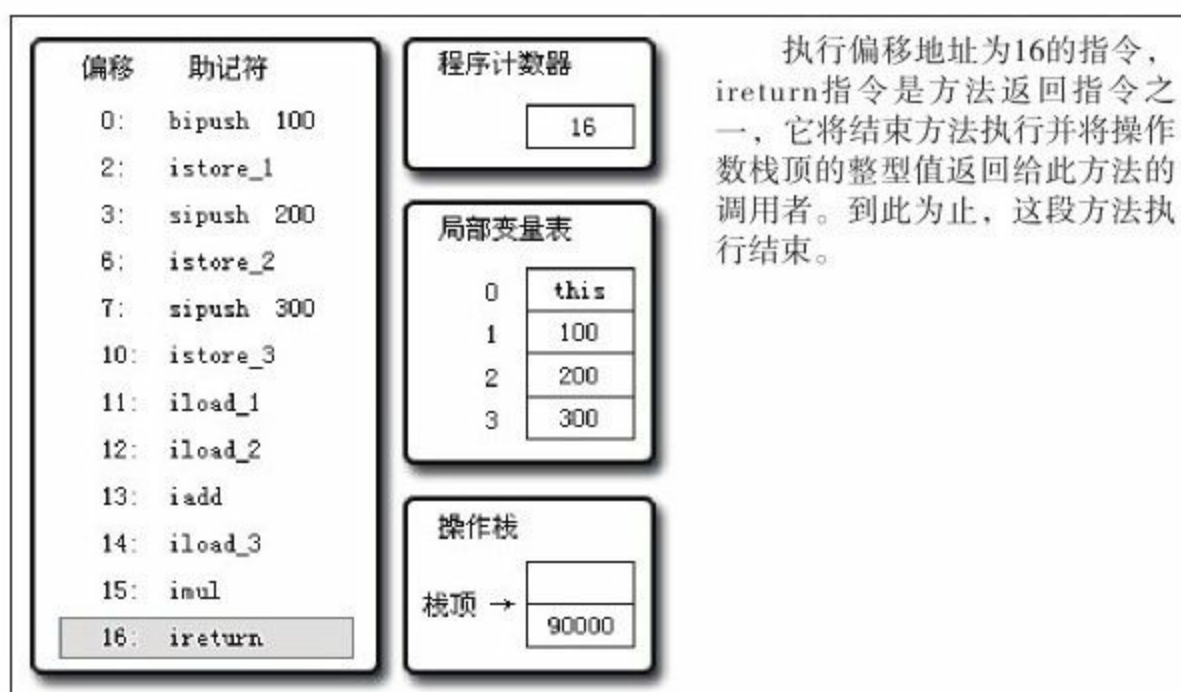 偏移 助记符
0: bipush 100
2: istore_1
3: sipush 200
6: istore_2
7: sipush 300
10: istore_3
11: iload_1
12: iload_2
13: iadd
14: iload_3
15: imul
16: ireturn
程序计数器
16
局部变量表
0 this
1 100
2 200
3 300
操作栈
栈顶 →
90000
执行偏移地址为16的指令，
ireturn指令是方法返回指令之
一，它将结束方法执行并将操作
数栈顶的整型值返回给此方法的
调用者。到此为止，这段方法执
行结束。